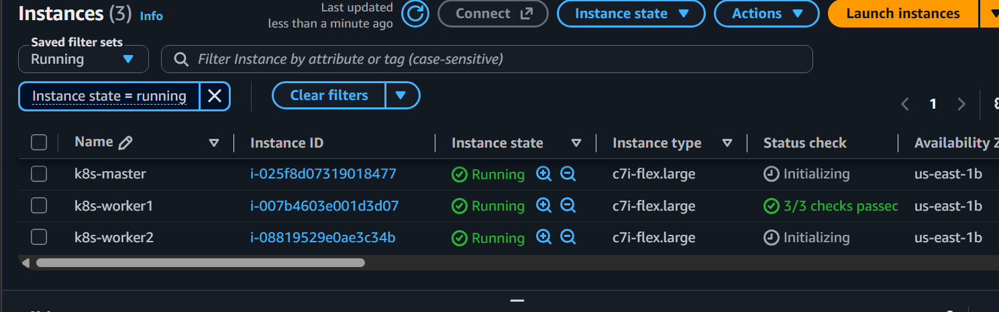 Instances (3) Info
Last updated
less than a minute ago
Connect
Instance state
Actions
Launch instances
Saved filter sets
Running
Filter Instance by attribute or tag (case-sensitive)
Instance state = running
Clear filters
1
Name Instance ID Instance state Instance type Status check Availability Z
k8s-master i-025f8d07319018477 Running c7i-flex.large Initializing us-east-1b
k8s-worker1 i-007b4603e001d3d07 Running c7i-flex.large 3/3 checks passed us-east-1b
k8s-worker2 i-08819529e0ae3c34b Running c7i-flex.large Initializing us-east-1b